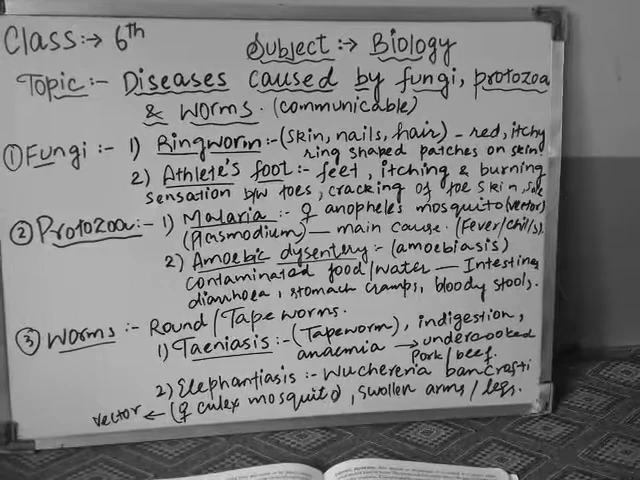 Class:→ 6th
Subject:→ Biology
Topic:- Diseases caused by fungi, protozoa
& worms. (communicable)
① Fungi :- 1) Ringworm:-(skin, nails, hair) - red, itchy
ring shaped patches on skin.
2) Athlete's foot:- feet, itching & burning
sensation b/w toes, cracking of toe skin, sole
② Protozoa:- 1) Malaria :- ♀ anopheles mosquito(vector)
(Plasmodium) — main cause. (Fever/chills).
2) Amoebic dysentery:- (amoebiasis)
contaminated food/water — Intestine,
diarrhoea, stomach cramps, bloody stools.
③ Worms :- Round/Tape worms.
1) Taeniasis:-(Tapeworm), indigestion,
anaemia → undercooked
Pork/beef.
2) Elephantiasis:- Wuchereria bancrofti
vector ← (♀ culex mosquito), swollen arms/legs.